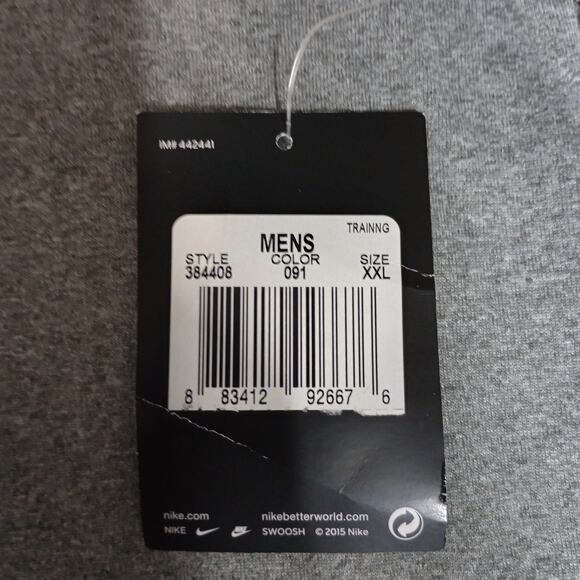 IM# 442441
TRAINNG
MENS
STYLE COLOR SIZE
384408 091 XXL
8 83412 92667 6
nike.com nikebetterworld.com
NIKE SWOOSH © 2015 Nike